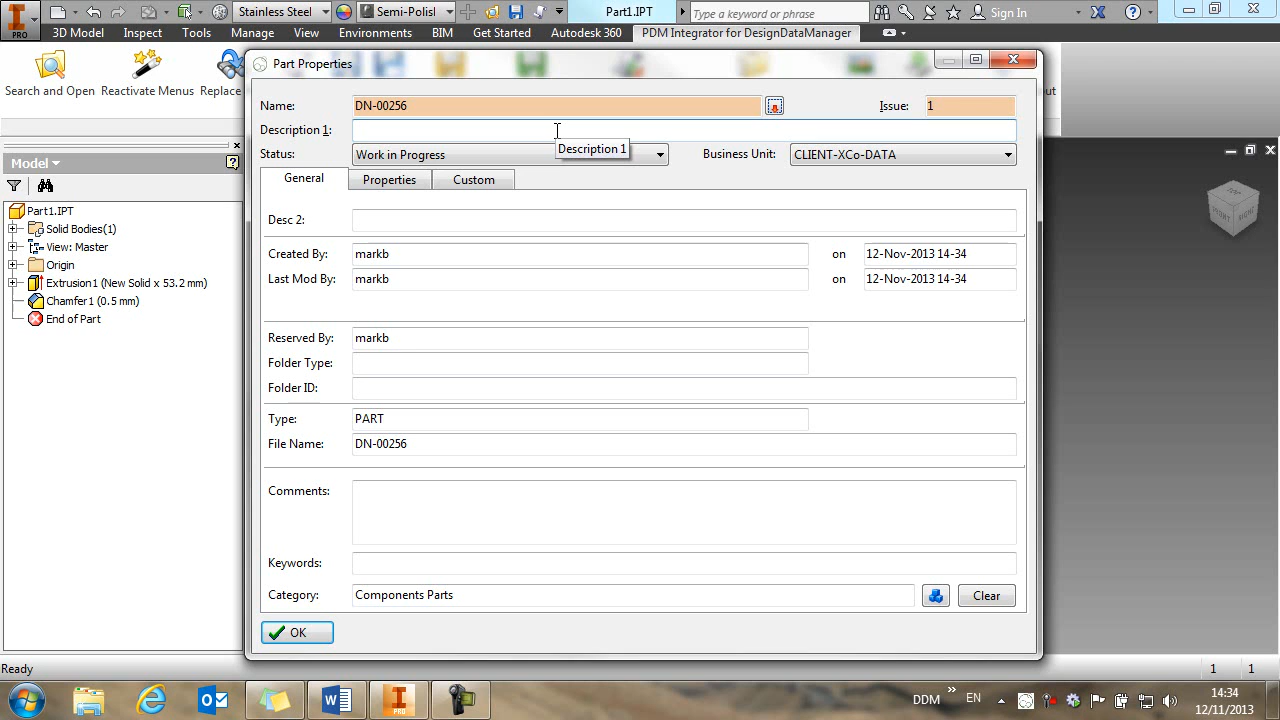 PRO
Stainless Steel
Semi-Polisl
Part1.IPT
Type a keyword or phrase
Sign In
3D Model
Inspect
Tools
Manage
View
Environments
BIM
Get Started
Autodesk 360
PDM Integrator for DesignDataManager
Search and Open
Reactivate Menus
Replace
out
Part Properties
Name:
DN-00256
Issue:
1
Description 1:
Description 1
Status:
Work in Progress
Business Unit:
CLIENT-XCo-DATA
General
Properties
Custom
Model
Part1.IPT
Solid Bodies(1)
View: Master
Origin
Extrusion1 (New Solid x 53.2 mm)
Chamfer1 (0.5 mm)
End of Part
Desc 2:
Created By:
markb
on
12-Nov-2013 14-34
Last Mod By:
markb
on
12-Nov-2013 14-34
Reserved By:
markb
Folder Type:
Folder ID:
Type:
PART
File Name:
DN-00256
Comments:
Keywords:
Category:
Components Parts
Clear
OK
FRONT
RIGHT
Ready
1
1
PRO
DDM
EN
14:34
12/11/2013